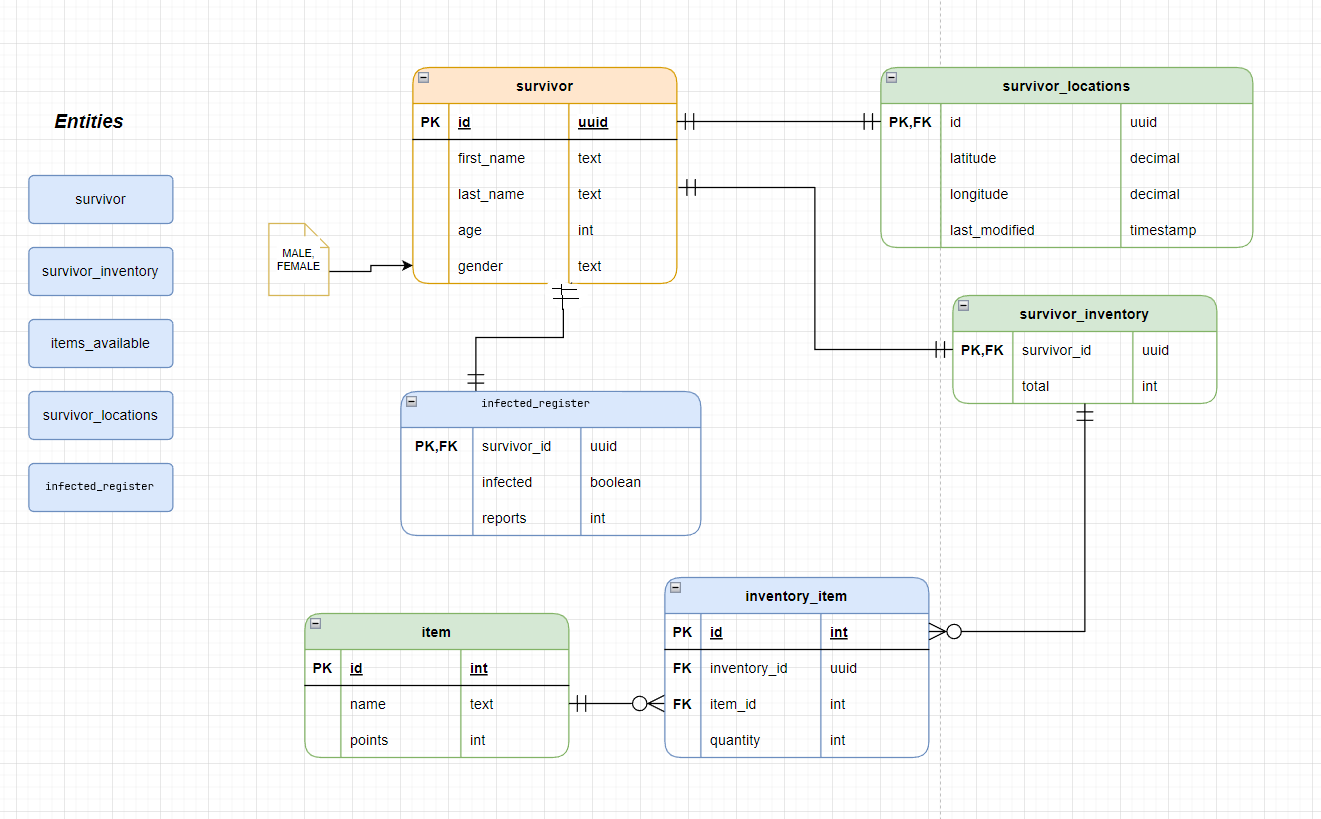 Entities
survivor
survivor_inventory
items_available
survivor_locations
infected_register
MALE,
FEMALE
survivor
PK id uuid
first_name text
last_name text
age int
gender text
survivor_locations
PK,FK id uuid
latitude decimal
longitude decimal
last_modified timestamp
survivor_inventory
PK,FK survivor_id uuid
total int
infected_register
PK,FK survivor_id uuid
infected boolean
reports int
item
PK id int
name text
points int
inventory_item
PK id int
FK inventory_id uuid
FK item_id int
quantity int